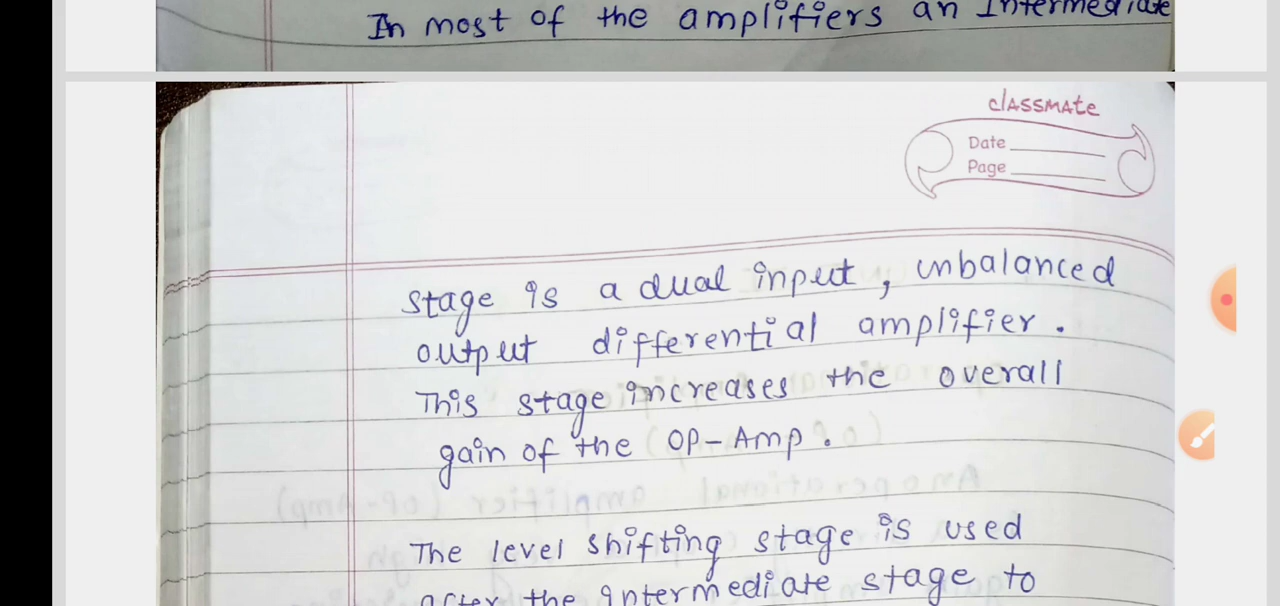 In most of the amplifiers an Intermediate
classmate
Date
Page
stage is a dual input, unbalanced
output differential amplifier.
This stage increases the overall
gain of the OP-Amp.
The level shifting stage is used
after the intermediate stage to